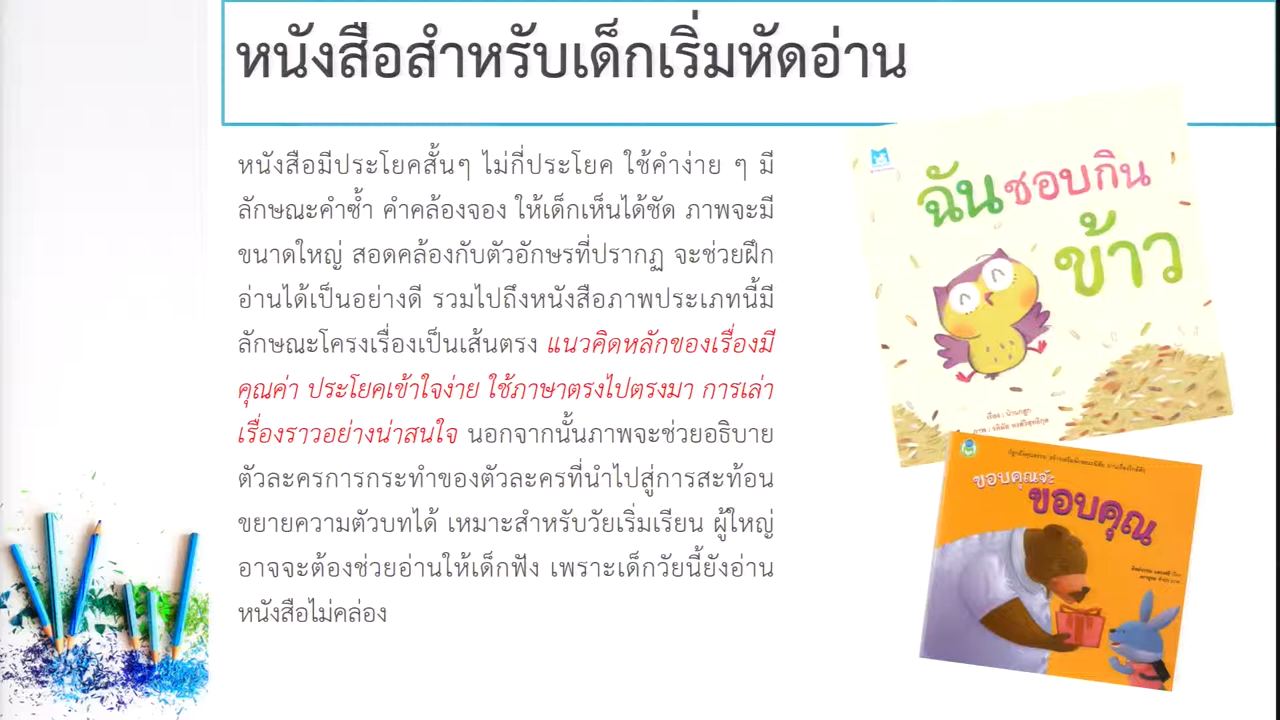 หนังสือสำหรับเด็กเริ่มหัดอ่าน
หนังสือมีประโยคสั้นๆ ไม่กี่ประโยค ใช้คำง่าย ๆ มี
ลักษณะคำซ้ำ คำคล้องจอง ให้เด็กเห็นได้ชัด ภาพจะมี
ขนาดใหญ่ สอดคล้องกับตัวอักษรที่ปรากฏ จะช่วยฝึก
อ่านได้เป็นอย่างดี รวมไปถึงหนังสือภาพประเภทนี้มี
ลักษณะโครงเรื่องเป็นเส้นตรง แนวคิดหลักของเรื่องมี
คุณค่า ประโยคเข้าใจง่าย ใช้ภาษาตรงไปตรงมา การเล่า
เรื่องราวอย่างน่าสนใจ นอกจากนั้นภาพจะช่วยอธิบาย
ตัวละครการกระทำของตัวละครที่นำไปสู่การสะท้อน
ขยายความตัวบทได้ เหมาะสำหรับวัยเริ่มเรียน ผู้ใหญ่
อาจจะต้องช่วยอ่านให้เด็กฟัง เพราะเด็กวัยนี้ยังอ่าน
หนังสือไม่คล่อง
ฉันชอบกิน
ข้าว
เรื่อง : น้านกฮูก
ขอบคุณจ้ะ
ขอบคุณ